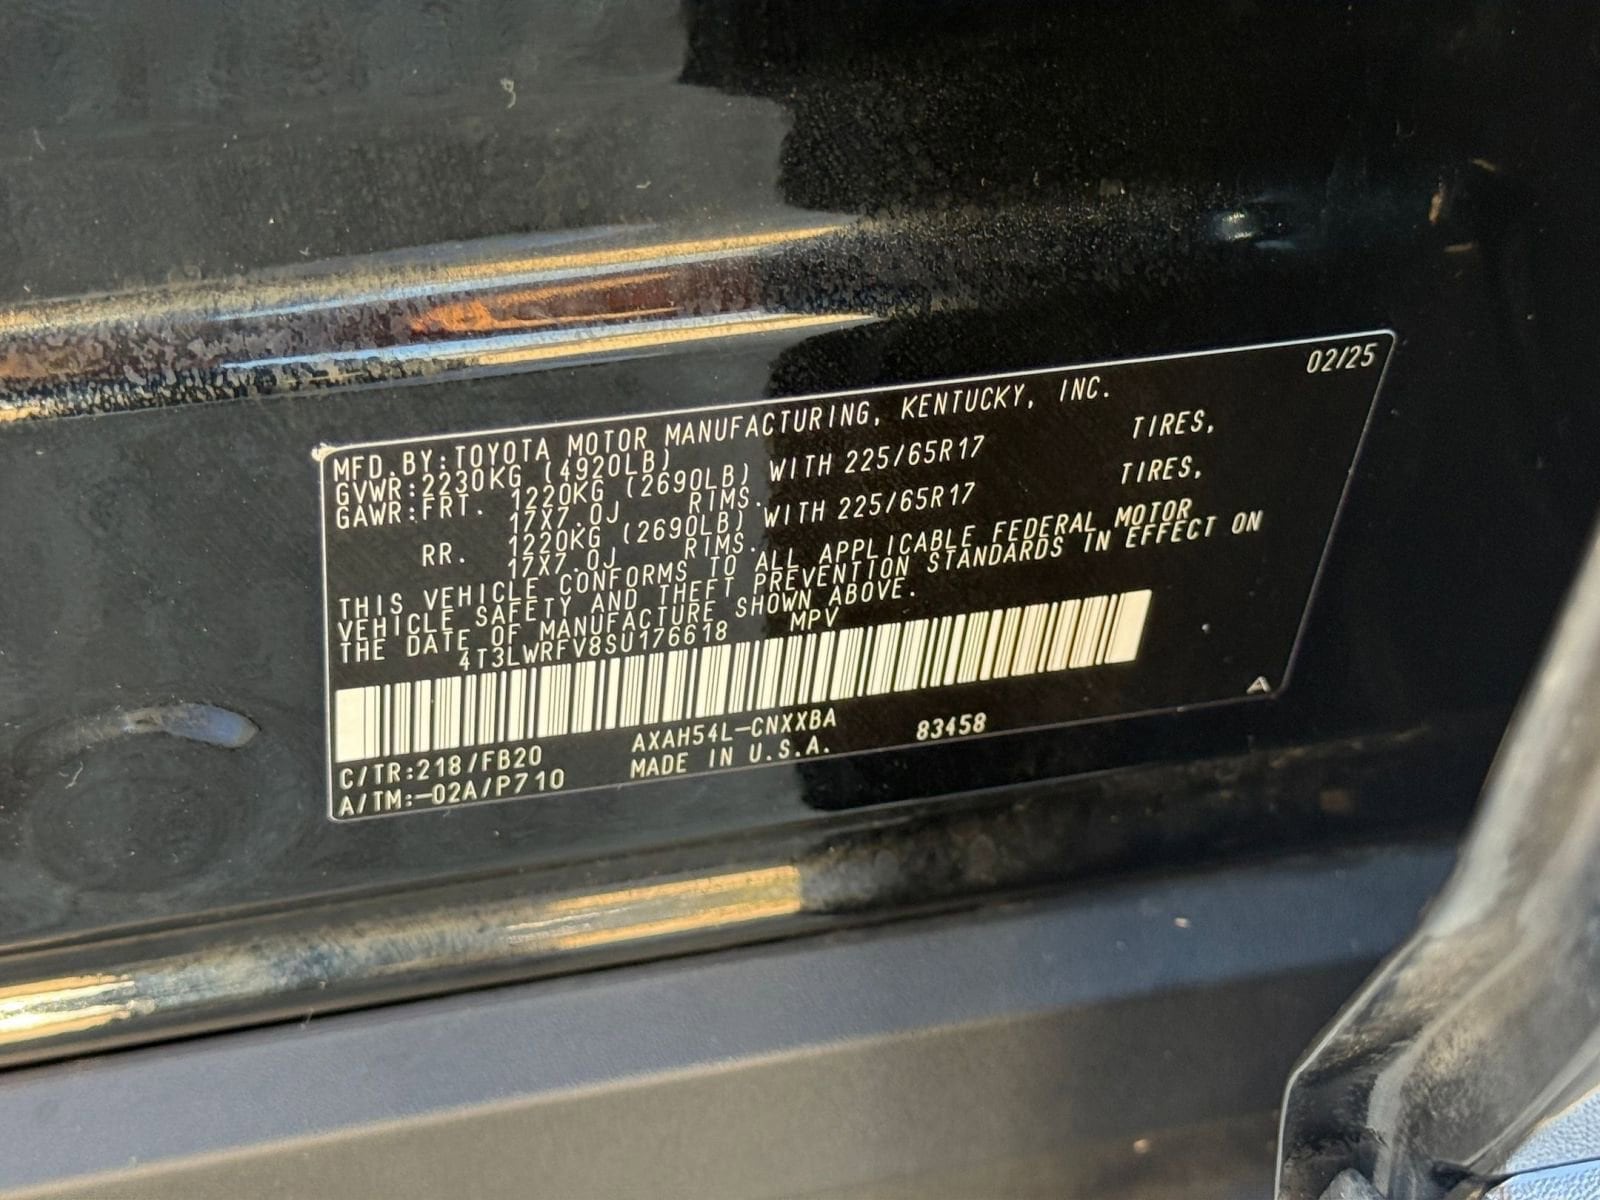 02/25
MFD.BY:TOYOTA MOTOR MANUFACTURING, KENTUCKY, INC.
GVWR:2230KG (4920LB)
GAWR:FRT. 1220KG (2690LB) WITH 225/65R17 TIRES,
17X7.0J RIMS.
RR. 1220KG (2690LB) WITH 225/65R17 TIRES,
17X7.0J RIMS.
THIS VEHICLE CONFORMS TO ALL APPLICABLE FEDERAL MOTOR
VEHICLE SAFETY AND THEFT PREVENTION STANDARDS IN EFFECT ON
THE DATE OF MANUFACTURE SHOWN ABOVE.
4T3LWRFV8SU176618 MPV
C/TR:218/FB20 AXAH54L-CNXXBA 83458 A
A/TM:-02A/P710 MADE IN U.S.A.